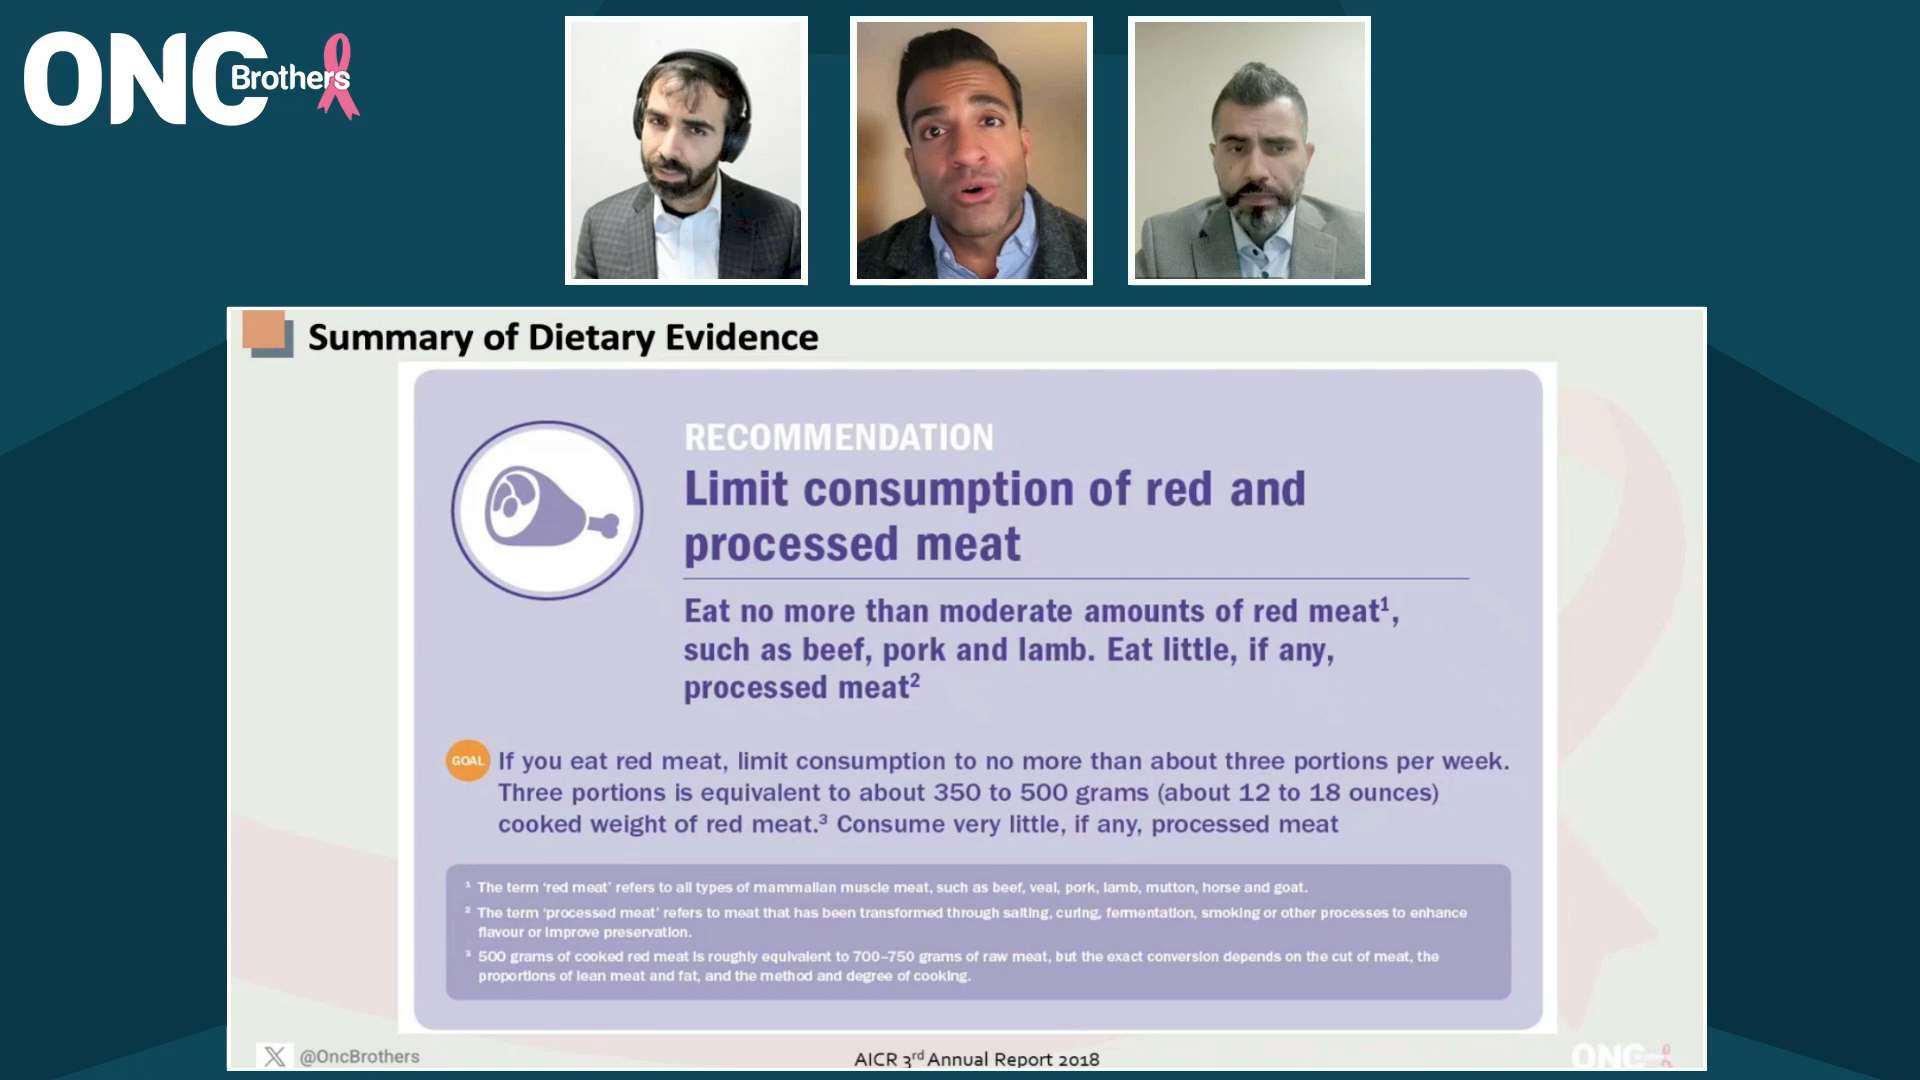 ONC Brothers
Summary of Dietary Evidence
RECOMMENDATION
Limit consumption of red and
processed meat
Eat no more than moderate amounts of red meat¹,
such as beef, pork and lamb. Eat little, if any,
processed meat²
GOAL
If you eat red meat, limit consumption to no more than about three portions per week.
Three portions is equivalent to about 350 to 500 grams (about 12 to 18 ounces)
cooked weight of red meat.³ Consume very little, if any, processed meat
¹ The term ‘red meat’ refers to all types of mammalian muscle meat, such as beef, veal, pork, lamb, mutton, horse and goat.
² The term ‘processed meat’ refers to meat that has been transformed through salting, curing, fermentation, smoking or other processes to enhance
flavour or improve preservation.
³ 500 grams of cooked red meat is roughly equivalent to 700–750 grams of raw meat, but the exact conversion depends on the cut of meat, the
proportions of lean meat and fat, and the method and degree of cooking.
@OncBrothers
AICR 3rd Annual Report 2018
ONC